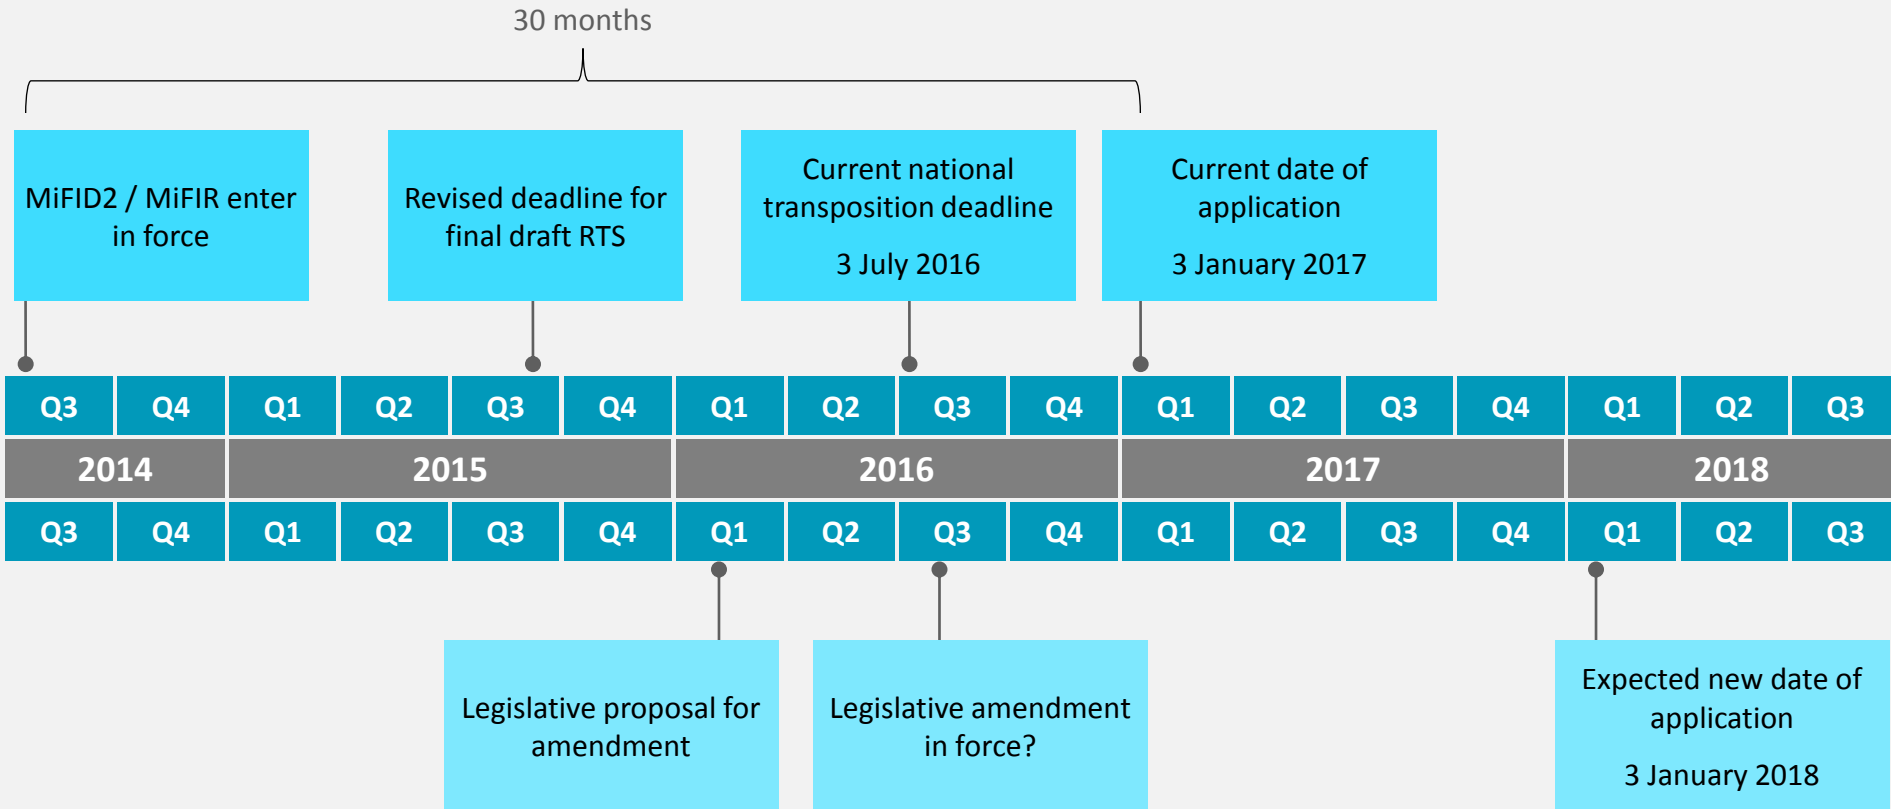 30 months
MiFID2 / MiFIR enter
in force
Revised deadline for
final draft RTS
Current national
transposition deadline
3 July 2016
Current date of
application
3 January 2017
Q3 Q4 Q1 Q2 Q3 Q4 Q1 Q2 Q3 Q4 Q1 Q2 Q3 Q4 Q1 Q2 Q3
2014 2015 2016 2017 2018
Q3 Q4 Q1 Q2 Q3 Q4 Q1 Q2 Q3 Q4 Q1 Q2 Q3 Q4 Q1 Q2 Q3
Legislative proposal for
amendment
Legislative amendment
in force?
Expected new date of
application
3 January 2018